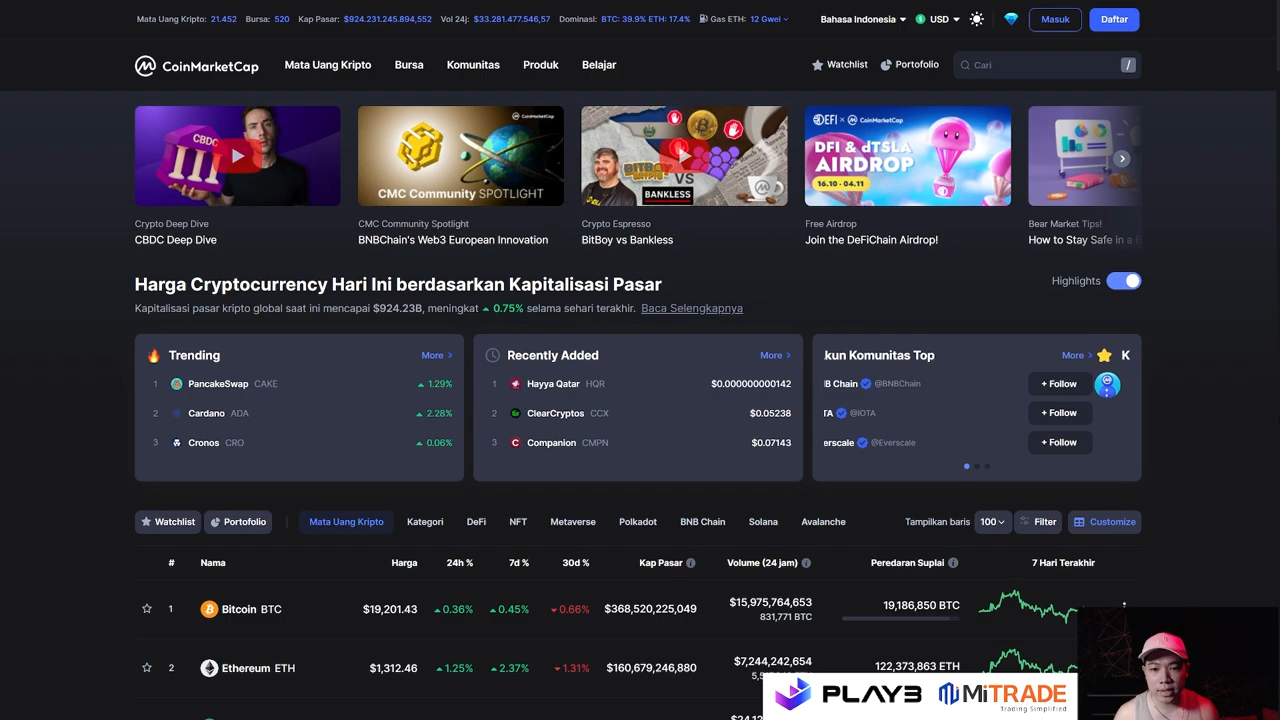 Mata Uang Kripto: 21.452 Bursa: 520 Kap Pasar: $924.231.245.894,552 Vol 24j: $33.281.477.546,57 Dominasi: BTC: 39.9% ETH: 17.4% Gas ETH: 12 Gwei Bahasa Indonesia USD Masuk Daftar
CoinMarketCap Mata Uang Kripto Bursa Komunitas Produk Belajar Watchlist Portofolio Cari /
CBDC
CoinMarketCap
CMC Community SPOTLIGHT
BITBOY CRYPTO
VS
BANKLESS
DEFI x CoinMarketCap
DFI & dTSLA
AIRDROP
16.10 - 04.11
Crypto Deep Dive
CBDC Deep Dive
CMC Community Spotlight
BNBChain's Web3 European Innovation
Crypto Espresso
BitBoy vs Bankless
Free Airdrop
Join the DeFiChain Airdrop!
Bear Market Tips!
How to Stay Safe in a
Harga Cryptocurrency Hari Ini berdasarkan Kapitalisasi Pasar
Highlights
Kapitalisasi pasar kripto global saat ini mencapai $924.23B, meningkat 0.75% selama sehari terakhir. Baca Selengkapnya
Trending More
1 PancakeSwap CAKE 1.29%
2 Cardano ADA 2.28%
3 Cronos CRO 0.06%
Recently Added More
1 Hayya Qatar HQR $0.000000000142
2 ClearCryptos CCX $0.05238
3 Companion CMPN $0.07143
kun Komunitas Top More K
B Chain @BNBChain + Follow
TA @IOTA + Follow
erscale @Everscale + Follow
Watchlist Portofolio Mata Uang Kripto Kategori DeFi NFT Metaverse Polkadot BNB Chain Solana Avalanche Tampilkan baris 100 Filter Customize
# Nama Harga 24h % 7d % 30d % Kap Pasar Volume (24 jam) Peredaran Suplai 7 Hari Terakhir
1 Bitcoin BTC $19,201.43 0.36% 0.45% 0.66% $368,520,225,049 $15,975,764,653 19,186,850 BTC
831,771 BTC
2 Ethereum ETH $1,312.46 1.25% 2.37% 1.31% $160,679,246,880 $7,244,242,654 122,373,863 ETH
PLAY3 MiTRADE
Trading Simplified